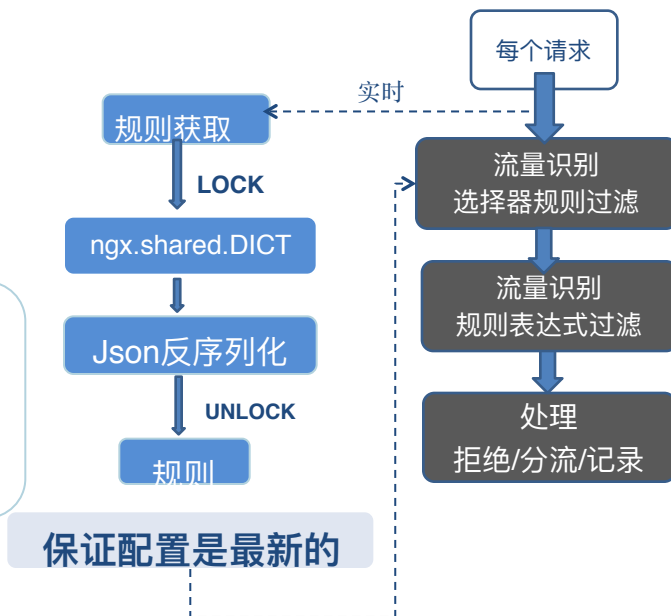 每个请求
实时
规则获取
流量识别
选择器规则过滤
LOCK
ngx.shared.DICT
流量识别
规则表达式过滤
Json反序列化
UNLOCK
处理
拒绝/分流/记录
规则
保证配置是最新的